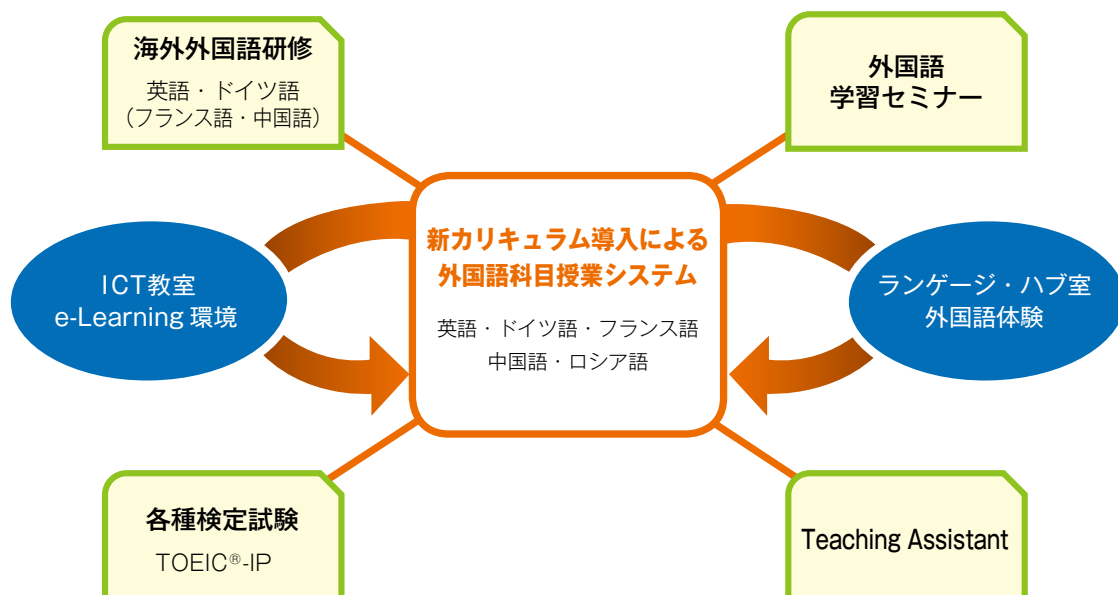 海外外国語研修
英語・ドイツ語
(フランス語・中国語)
外国語
学習セミナー
新カリキュラム導入による
外国語科目授業システム
英語・ドイツ語・フランス語
中国語・ロシア語
ICT教室
e-Learning 環境
ランゲージ・ハブ室
外国語体験
各種検定試験
TOEIC®-IP
Teaching Assistant